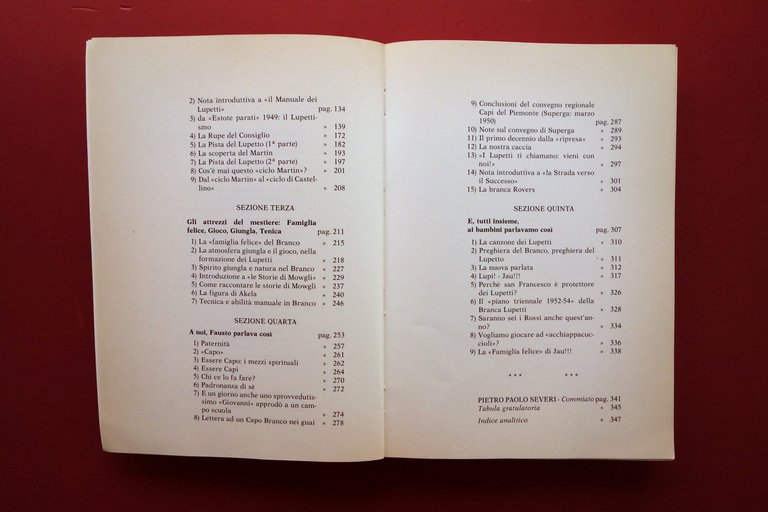 2) Nota introduttiva a «il Manuale dei
Lupetti» pag. 134
3) da «Estote parati» 1949: il Lupetti-
smo » 139
4) La Rupe del Consiglio » 172
5) La Pista del Lupetto (1ª parte) » 182
6) La scoperta del Martin » 193
7) La Pista del Lupetto (2ª parte) » 197
8) Cos'è mai questo «ciclo Martin»? » 201
9) Dal «ciclo Martin» al «ciclo di Castel-
lino» » 208
SEZIONE TERZA
Gli attrezzi del mestiere: Famiglia
felice, Gioco, Giungla, Tenica pag. 211
1) La «famiglia felice» del Branco » 215
2) La atmosfera giungla e il gioco, nella
formazione dei Lupetti » 218
3) Spirito giungla e natura nel Branco » 227
4) Introduzione a «le Storie di Mowgli» » 229
5) Come raccontare le storie di Mowgli » 237
6) La figura di Akela » 240
7) Tecnica e abilità manuale in Branco » 246
SEZIONE QUARTA
A noi, Fausto parlava così pag. 253
1) Paternità » 257
2) «Capo» » 261
3) Essere Capo: i mezzi spirituali » 262
4) Essere Capi » 264
5) Chi ce lo fa fare? » 270
6) Padronanza di sè » 272
7) E un giorno anche uno sprovvedutis-
simo «Giovanni» approdò a un cam-
po scuola » 274
8) Lettera ad un Capo Branco nei guai » 278
9) Conclusioni del convegno regionale
Capi del Piemonte (Superga: marzo
1950) pag. 287
10) Note sul convegno di Superga » 289
11) Il primo decennio dalla «ripresa» » 293
12) La nostra caccia » 294
13) «I Lupetti ti chiamano: vieni con
noi!» » 297
14) Nota introduttiva a «la Strada verso
il Successo» » 301
15) La branca Rovers » 304
SEZIONE QUINTA
E, tutti insieme,
ai bambini parlavamo così pag. 307
1) La canzone dei Lupetti » 310
2) Preghiera del Branco, preghiera del
Lupetto » 311
3) La nuova parlata » 312
4) Lupi! - Jau!!! » 317
5) Perchè san Francesco è protettore
dei Lupetti? » 326
6) Il «piano triennale 1952-54» della
Branca Lupetti » 328
7) Saranno sei i Rossi anche quest'an-
no? » 334
8) Vogliamo giocare ad «acchiappacuc-
cioli»? » 336
9) La «Famiglia felice» di Jau!!! » 338
*** ***
PIETRO PAOLO SEVERI - Commiato pag. 341
Tabula gratulatoria » 345
Indice analitico » 347